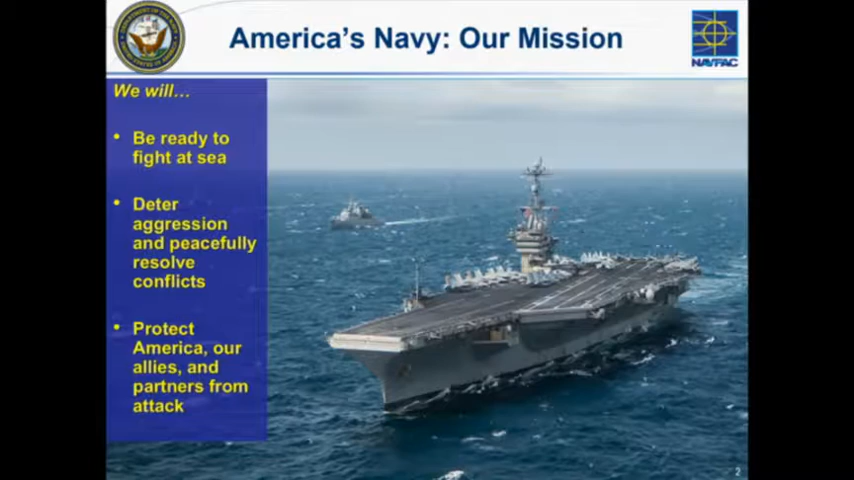 America's Navy: Our Mission
NAVFAC
We will...
• Be ready to
fight at sea
• Deter
aggression
and peacefully
resolve
conflicts
• Protect
America, our
allies, and
partners from
attack
2